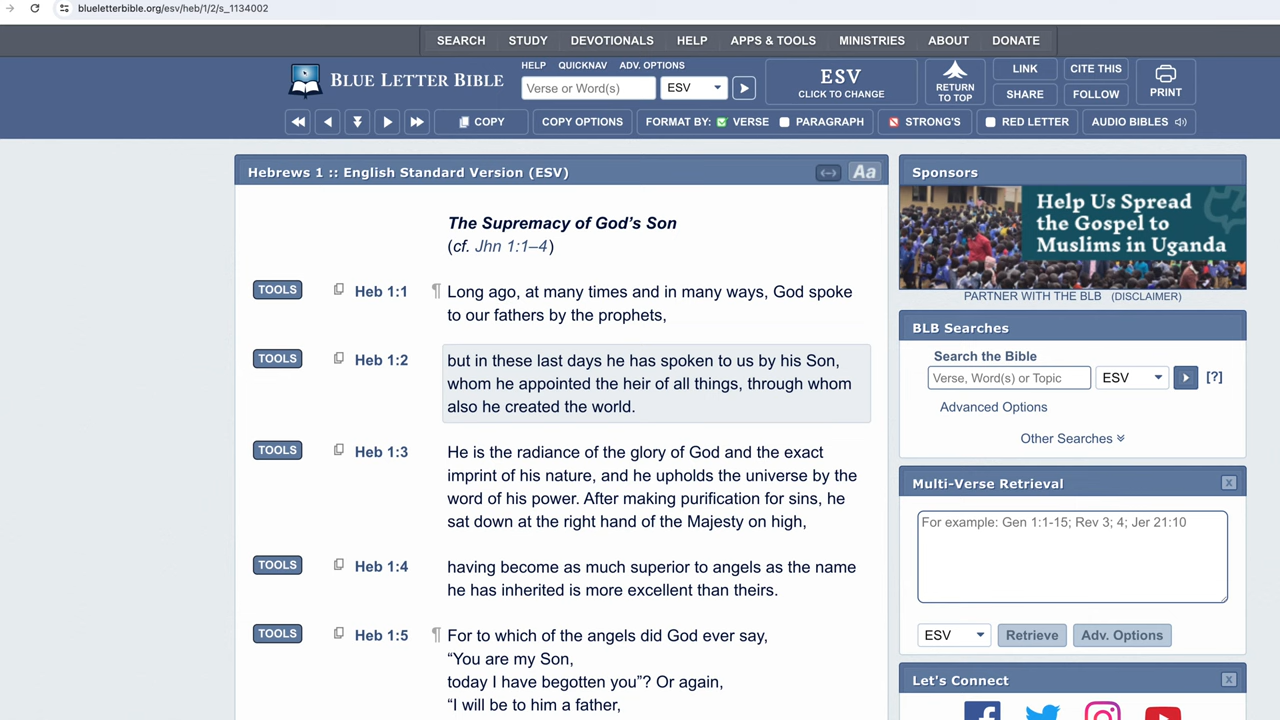 blueletterbible.org/esv/heb/1/2/s_1134002
SEARCH STUDY DEVOTIONALS HELP APPS & TOOLS MINISTRIES ABOUT DONATE
BLUE LETTER BIBLE
HELP QUICKNAV ADV. OPTIONS
Verse or Word(s) ESV
ESV
CLICK TO CHANGE
RETURN
TO TOP
LINK CITE THIS
SHARE FOLLOW
PRINT
COPY COPY OPTIONS FORMAT BY: VERSE PARAGRAPH STRONG'S RED LETTER AUDIO BIBLES
Hebrews 1 :: English Standard Version (ESV)
Aa
The Supremacy of God’s Son
(cf. Jhn 1:1–4)
TOOLS Heb 1:1 ¶ Long ago, at many times and in many ways, God spoke
to our fathers by the prophets,
TOOLS Heb 1:2 but in these last days he has spoken to us by his Son,
whom he appointed the heir of all things, through whom
also he created the world.
TOOLS Heb 1:3 He is the radiance of the glory of God and the exact
imprint of his nature, and he upholds the universe by the
word of his power. After making purification for sins, he
sat down at the right hand of the Majesty on high,
TOOLS Heb 1:4 having become as much superior to angels as the name
he has inherited is more excellent than theirs.
TOOLS Heb 1:5 ¶ For to which of the angels did God ever say,
“You are my Son,
today I have begotten you”? Or again,
“I will be to him a father,
Sponsors
Help Us Spread
the Gospel to
Muslims in Uganda
PARTNER WITH THE BLB (DISCLAIMER)
BLB Searches
Search the Bible
Verse, Word(s) or Topic ESV [?]
Advanced Options
Other Searches
Multi-Verse Retrieval X
For example: Gen 1:1-15; Rev 3; 4; Jer 21:10
ESV Retrieve Adv. Options
Let's Connect X